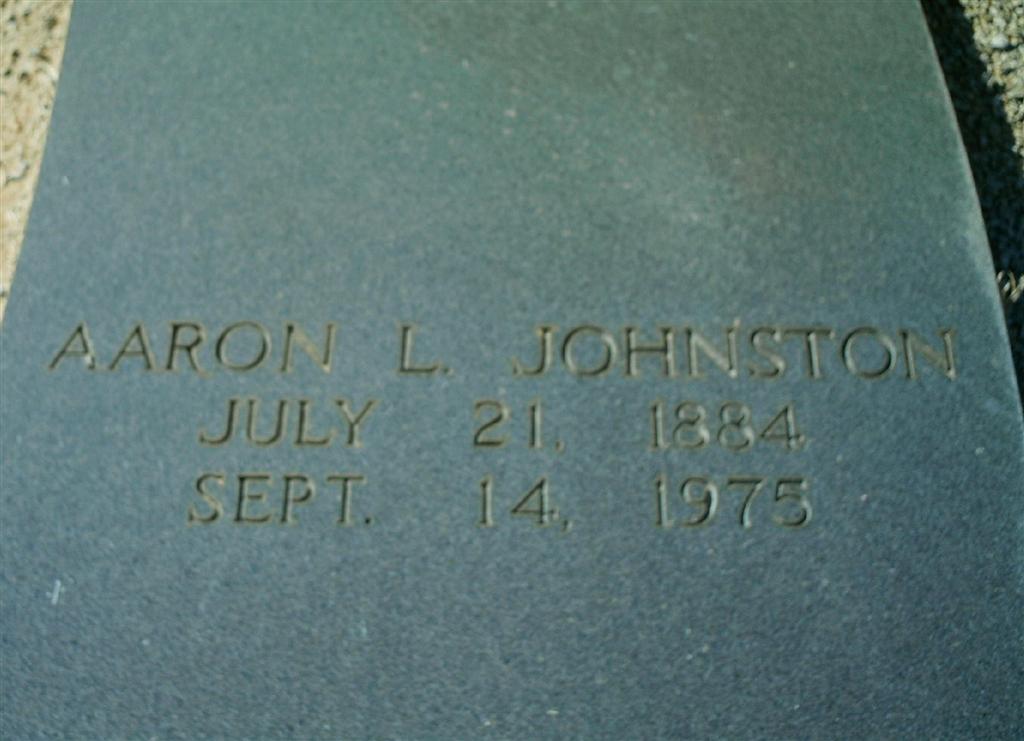 AARON L. JOHNSTON
JULY 21, 1884
SEPT. 14, 1975